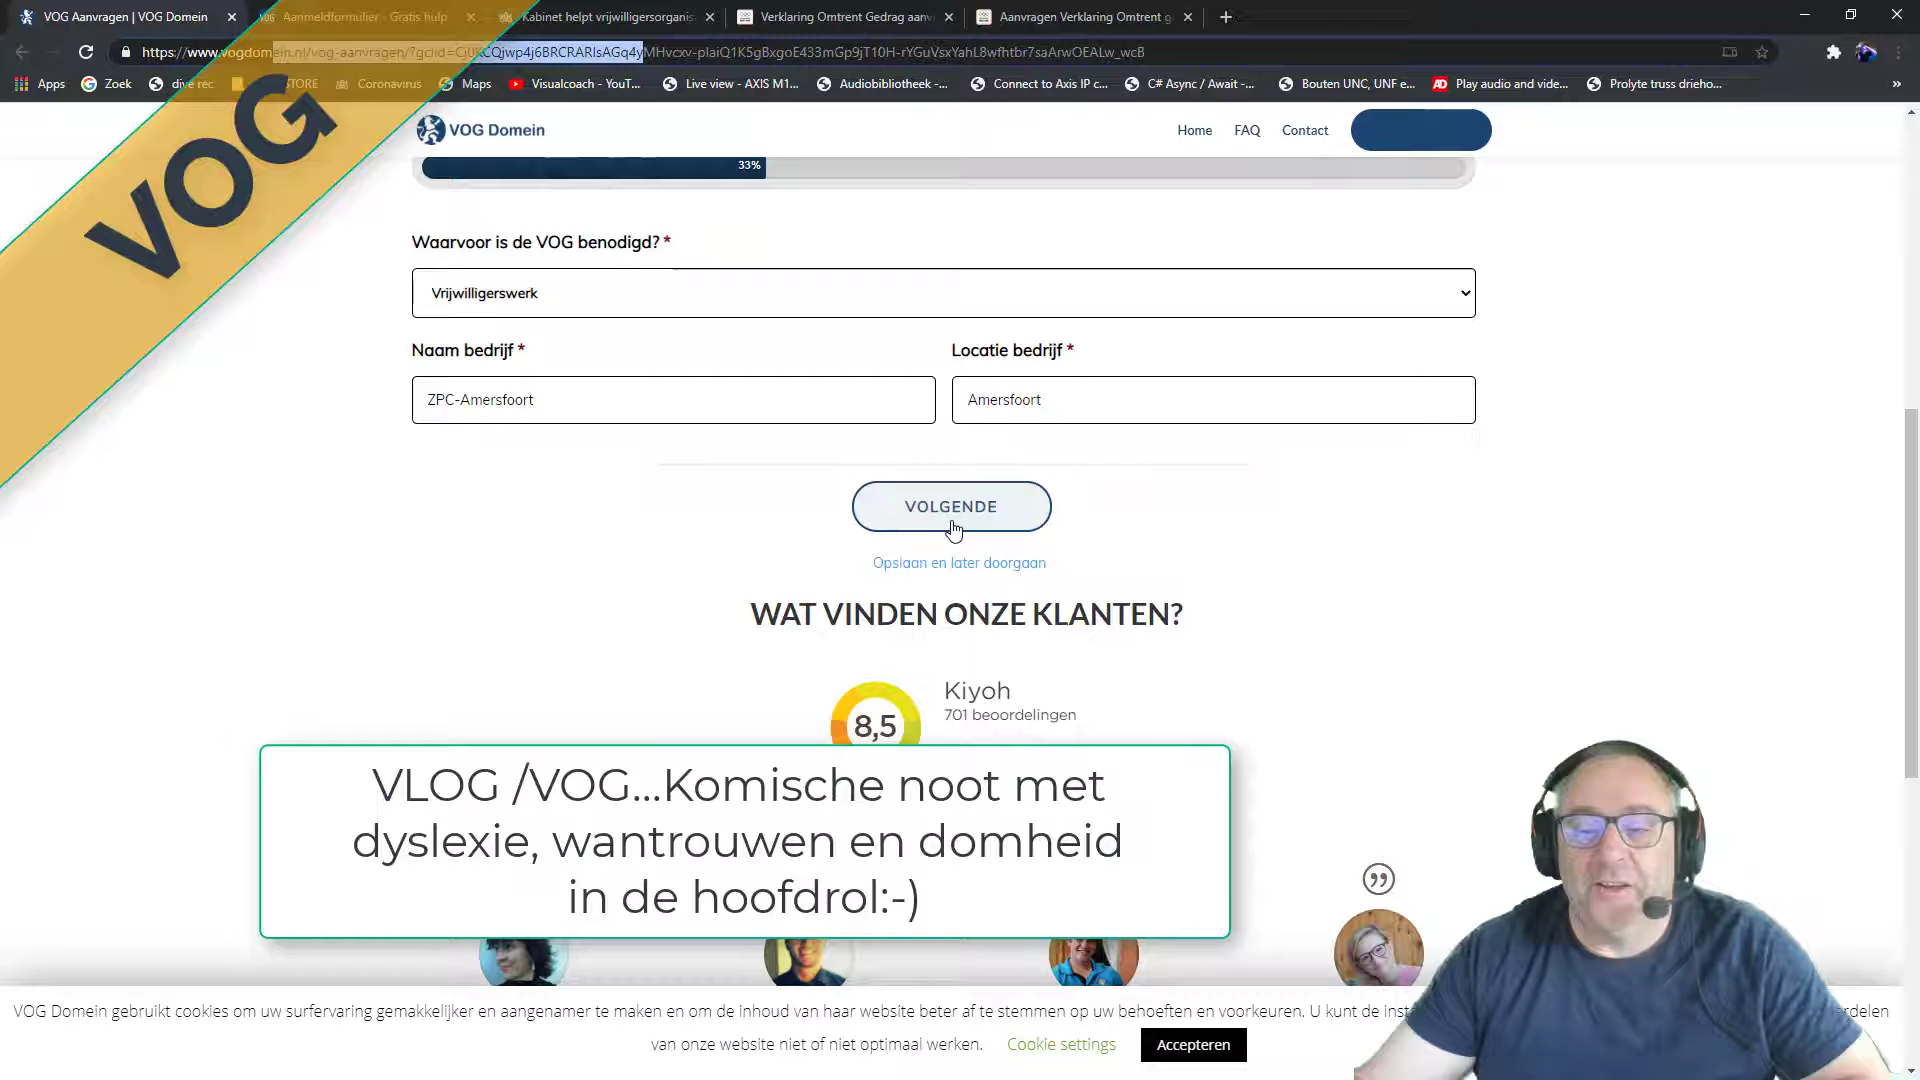 VOG Aanvragen | VOG Domein
Aanmeldformulier - Gratis hulp
Kabinet helpt vrijwilligersorganis
Verklaring Omtrent Gedrag aanv
Aanvragen Verklaring Omtrent g
Apps
Zoek
dive rec
STORE
Coronavirus
Maps
Visualcoach - YouT...
Live view - AXIS M1...
Audiobibliotheek -...
Connect to Axis IP c...
C# Async / Await -...
Bouten UNC, UNF e...
Play audio and vide...
Prolyte truss drieho...
»
VOG
VOG Domein
Home
FAQ
Contact
33%
Waarvoor is de VOG benodigd? *
Vrijwilligerswerk
Naam bedrijf *
Locatie bedrijf *
ZPC-Amersfoort
Amersfoort
VOLGENDE
Opslaan en later doorgaan
WAT VINDEN ONZE KLANTEN?
8,5
Kiyoh
701 beoordelingen
VLOG /VOG...Komische noot met
dyslexie, wantrouwen en domheid
in de hoofdrol:-)
VOG Domein gebruikt cookies om uw surfervaring gemakkelijker en aangenamer te maken en om de inhoud van haar website beter af te stemmen op uw behoeften en voorkeuren. U kunt de inst
van onze website niet of niet optimaal werken.
Cookie settings
Accepteren